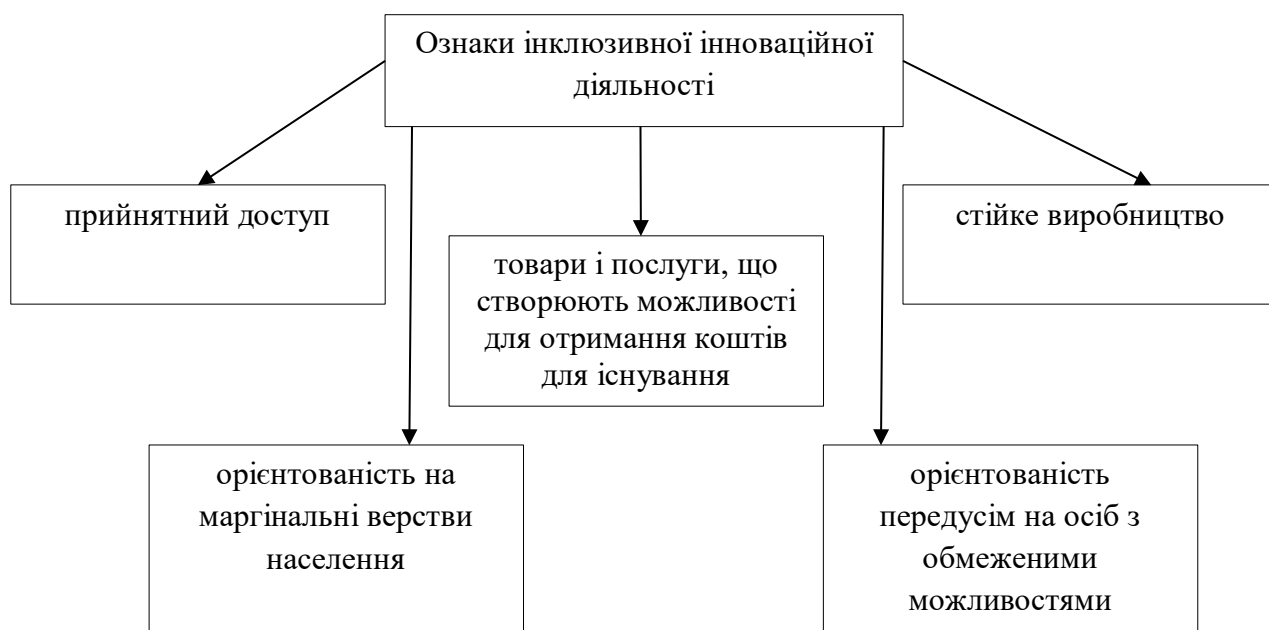 Ознаки інклюзивної інноваційної
діяльності
прийнятний доступ
стійке виробництво
товари і послуги, що
створюють можливості
для отримання коштів
для існування
орієнтованість на
маргінальні верстви
населення
орієнтованість
передусім на осіб з
обмеженими
можливостями